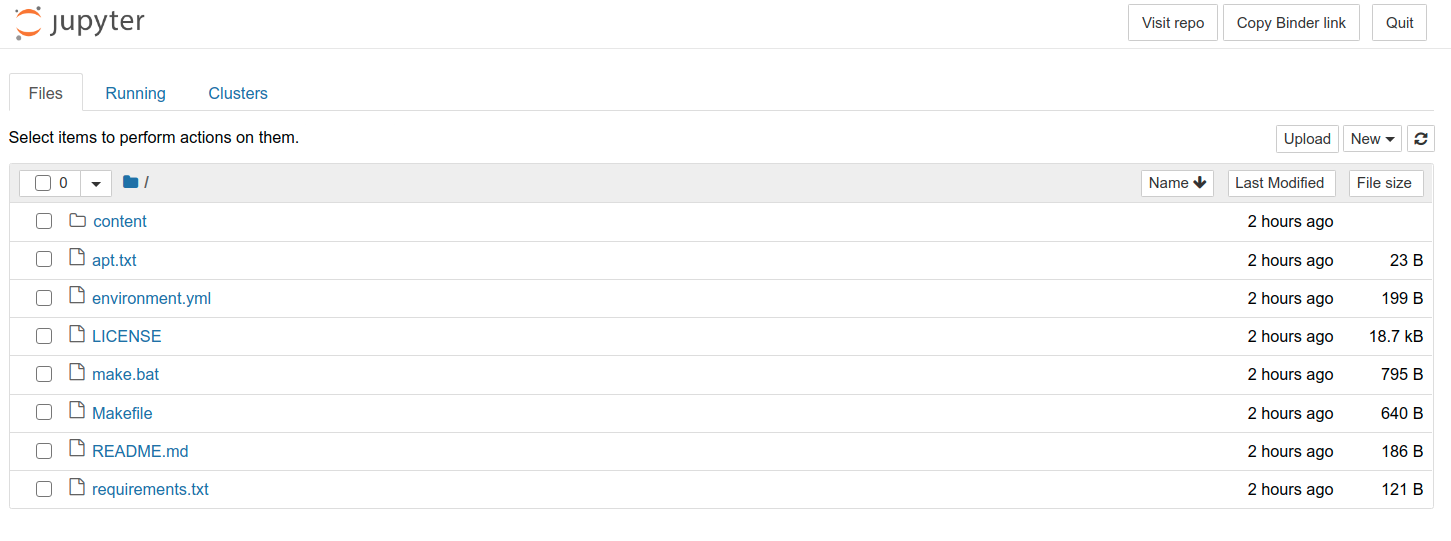 jupyter Visit repo Copy Binder link Quit
Files Running Clusters
Select items to perform actions on them. Upload New
0 / Name Last Modified File size
content 2 hours ago
apt.txt 2 hours ago 23 B
environment.yml 2 hours ago 199 B
LICENSE 2 hours ago 18.7 kB
make.bat 2 hours ago 795 B
Makefile 2 hours ago 640 B
README.md 2 hours ago 186 B
requirements.txt 2 hours ago 121 B